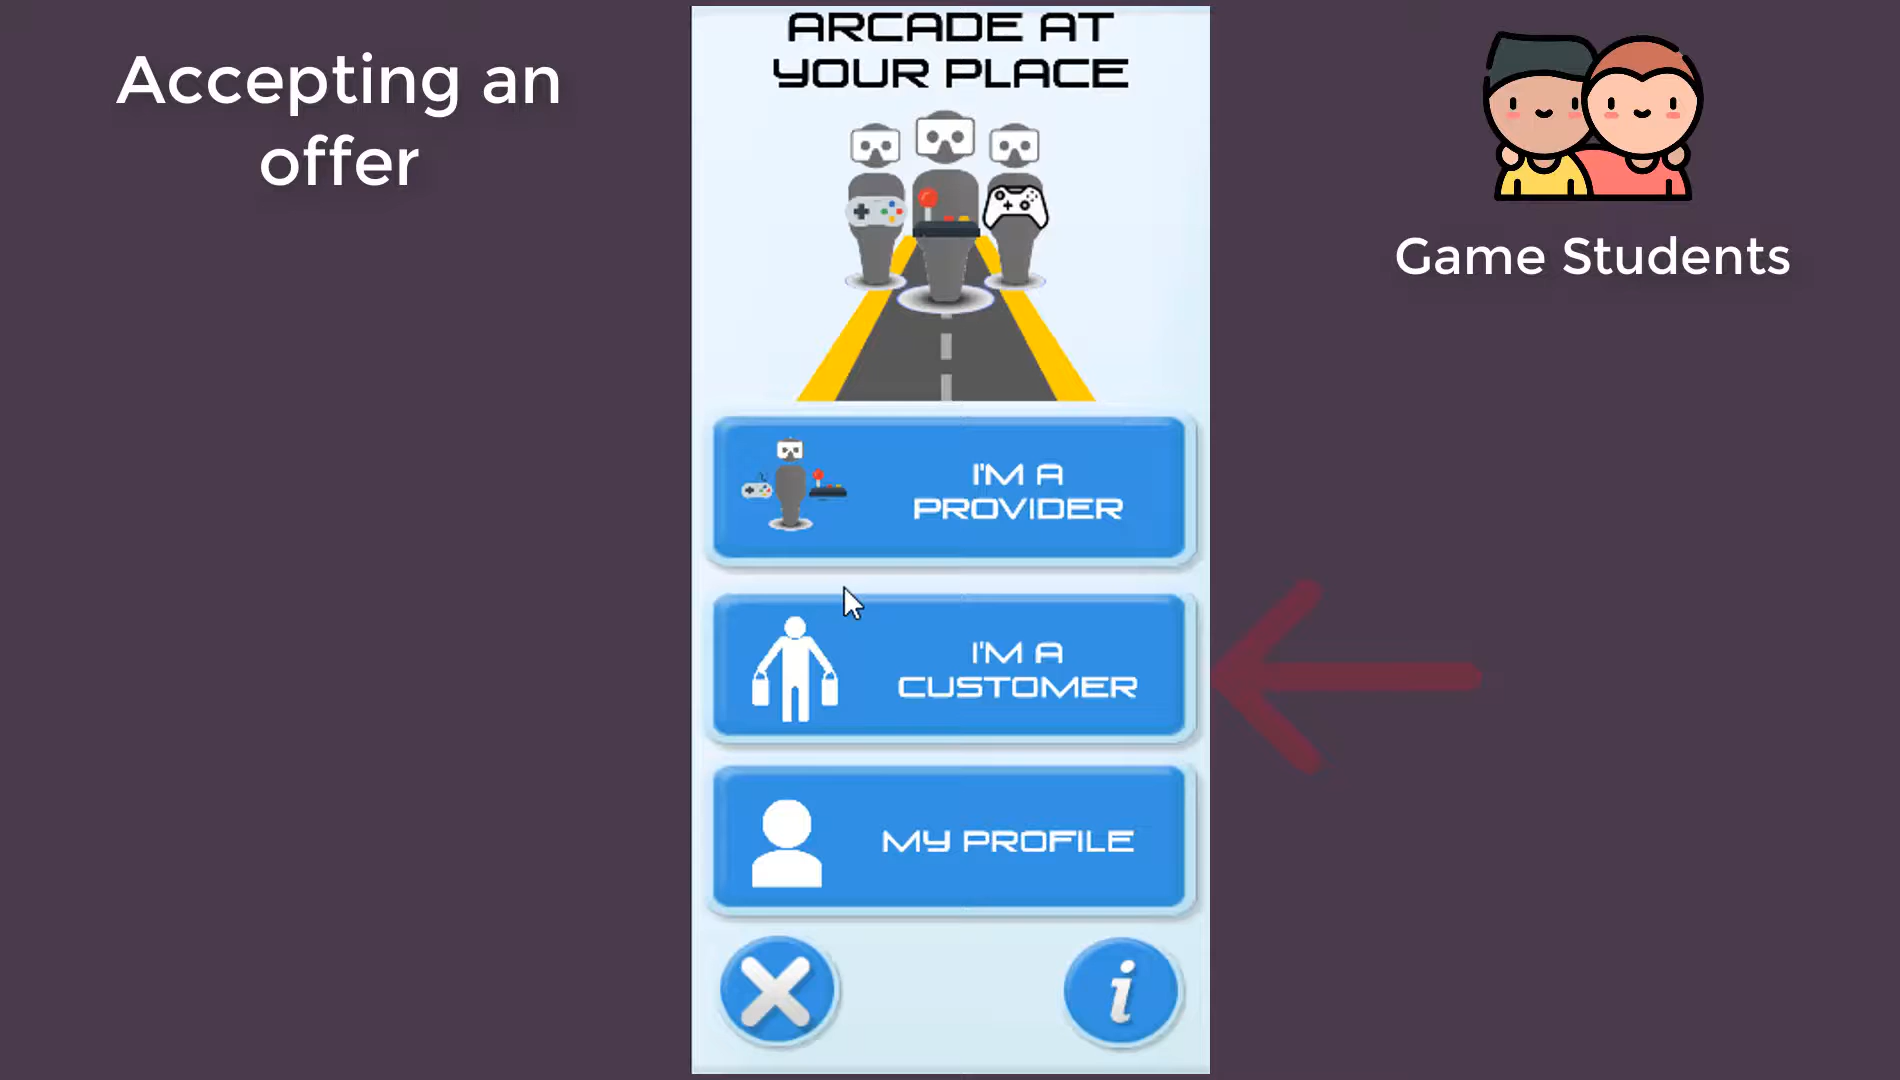 Accepting an
offer
ARCADE AT
YOUR PLACE
Game Students
I'M A
PROVIDER
I'M A
CUSTOMER
MY PROFILE
i